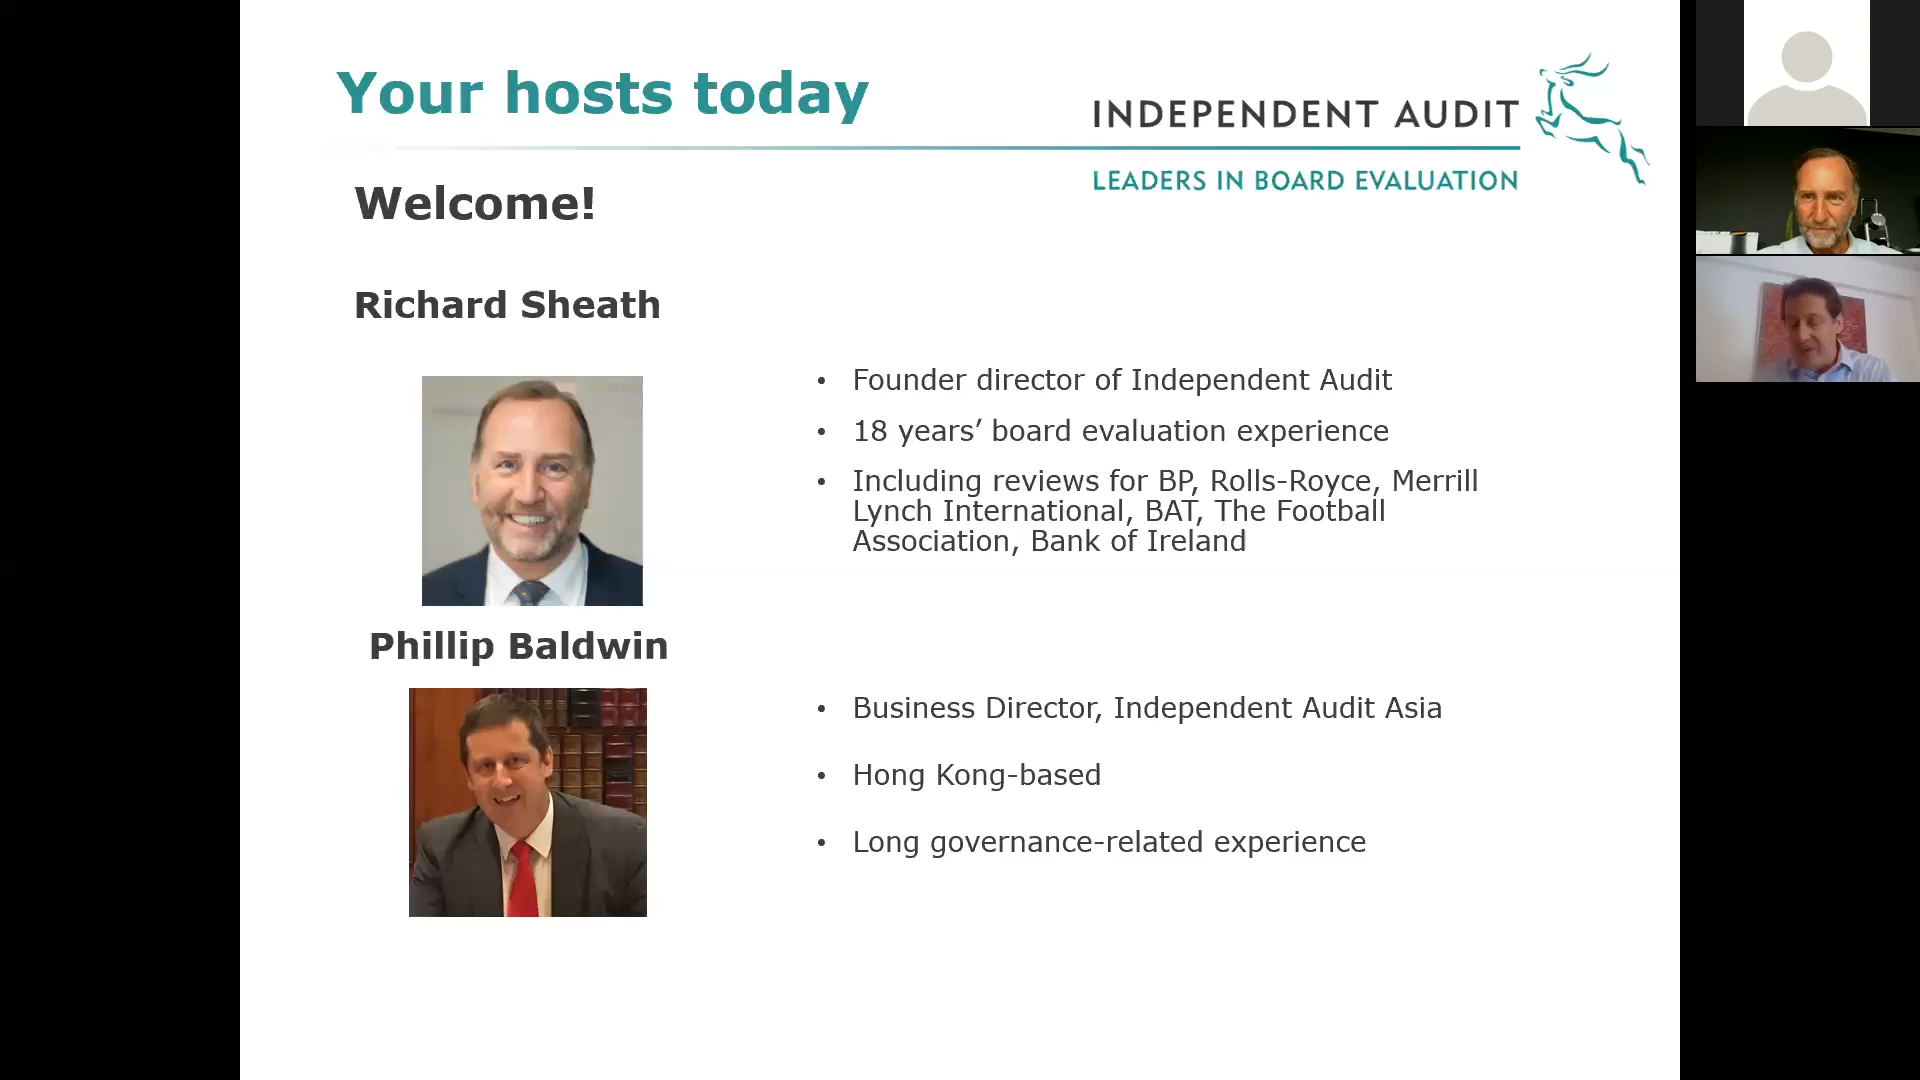 Your hosts today
INDEPENDENT AUDIT
LEADERS IN BOARD EVALUATION
Welcome!
Richard Sheath
• Founder director of Independent Audit
• 18 years’ board evaluation experience
• Including reviews for BP, Rolls-Royce, Merrill
Lynch International, BAT, The Football
Association, Bank of Ireland
Phillip Baldwin
• Business Director, Independent Audit Asia
• Hong Kong-based
• Long governance-related experience